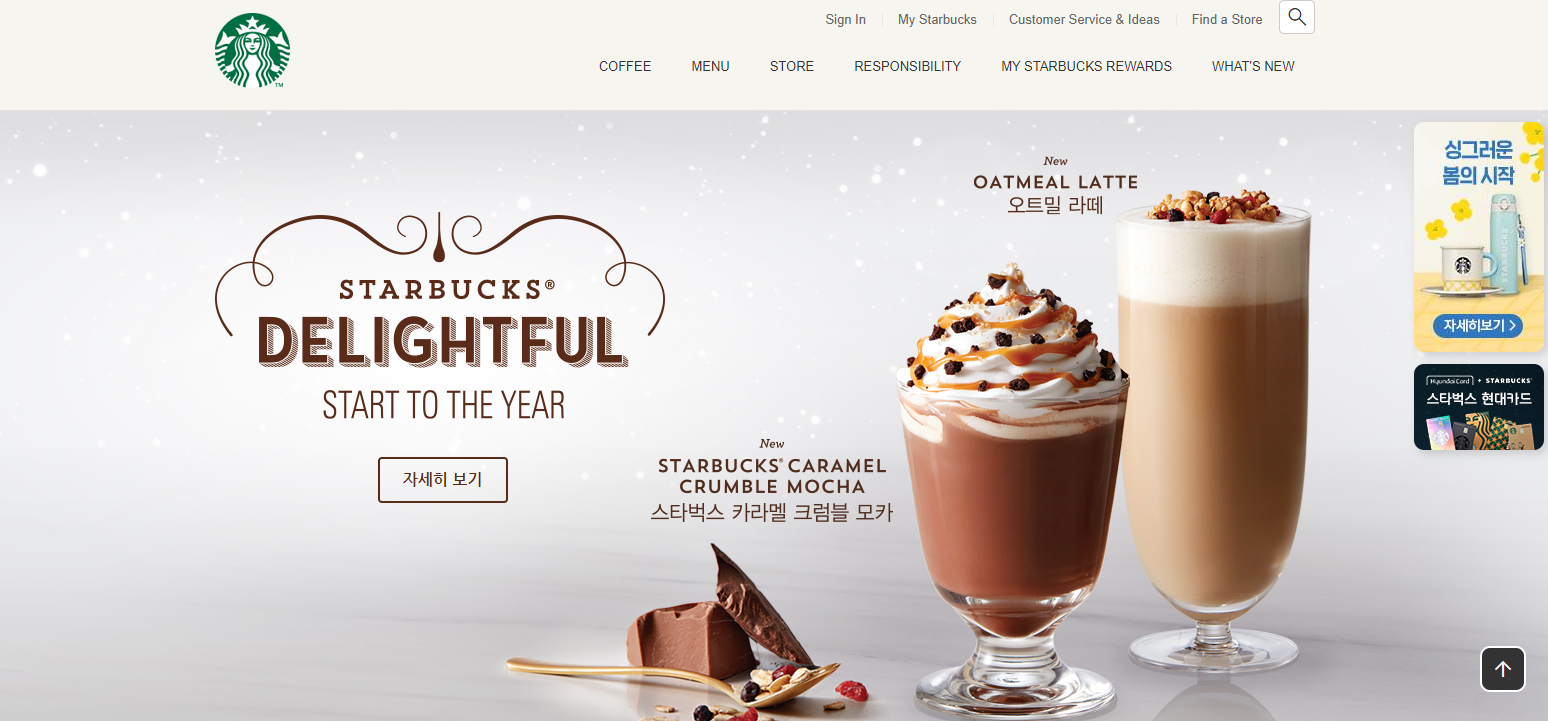 Sign In
My Starbucks
Customer Service & Ideas
Find a Store
COFFEE
MENU
STORE
RESPONSIBILITY
MY STARBUCKS REWARDS
WHAT'S NEW
TM
STARBUCKS®
DELIGHTFUL
START TO THE YEAR
자세히 보기
New
OATMEAL LATTE
오트밀 라떼
New
STARBUCKS® CARAMEL
CRUMBLE MOCHA
스타벅스 카라멜 크럼블 모카
싱그러운
봄의 시작
STARBUCKS
자세히보기 >
HyundaiCard + STARBUCKS
스타벅스 현대카드